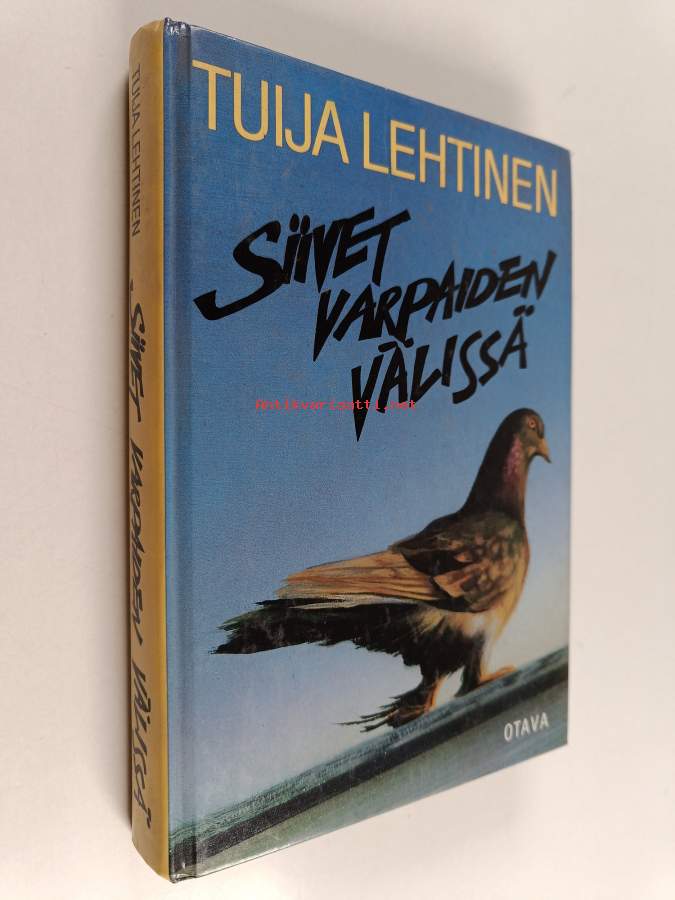 TUIJA LEHTINEN
SIIVET
VARPAIDEN
VÄLISSÄ
Antikvariaatti.net
OTAVA
TUIJA LEHTINEN SIIVET VARPAIDEN VÄLISSÄ